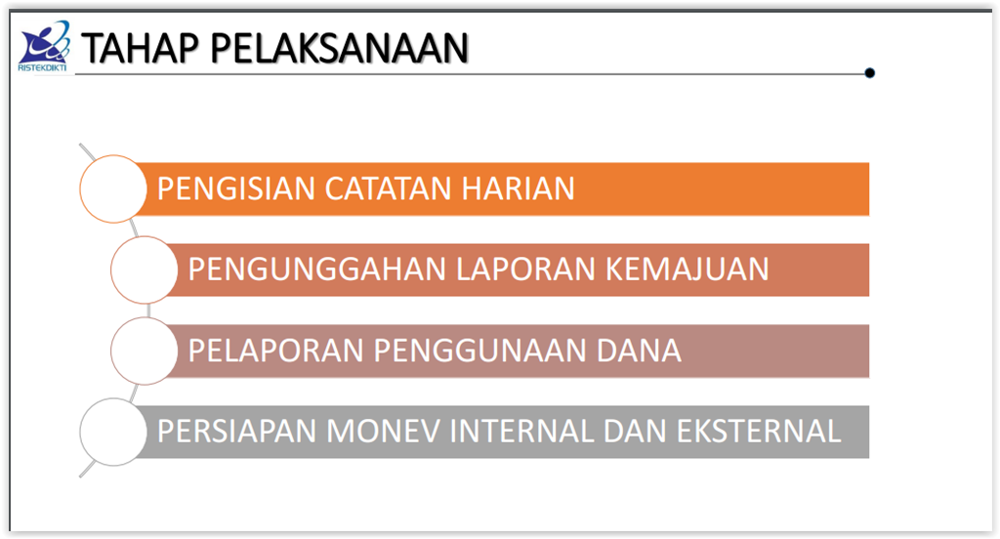 RISTEKDIKTI
TAHAP PELAKSANAAN
PENGISIAN CATATAN HARIAN
PENGUNGGAHAN LAPORAN KEMAJUAN
PELAPORAN PENGGUNAAN DANA
PERSIAPAN MONEV INTERNAL DAN EKSTERNAL